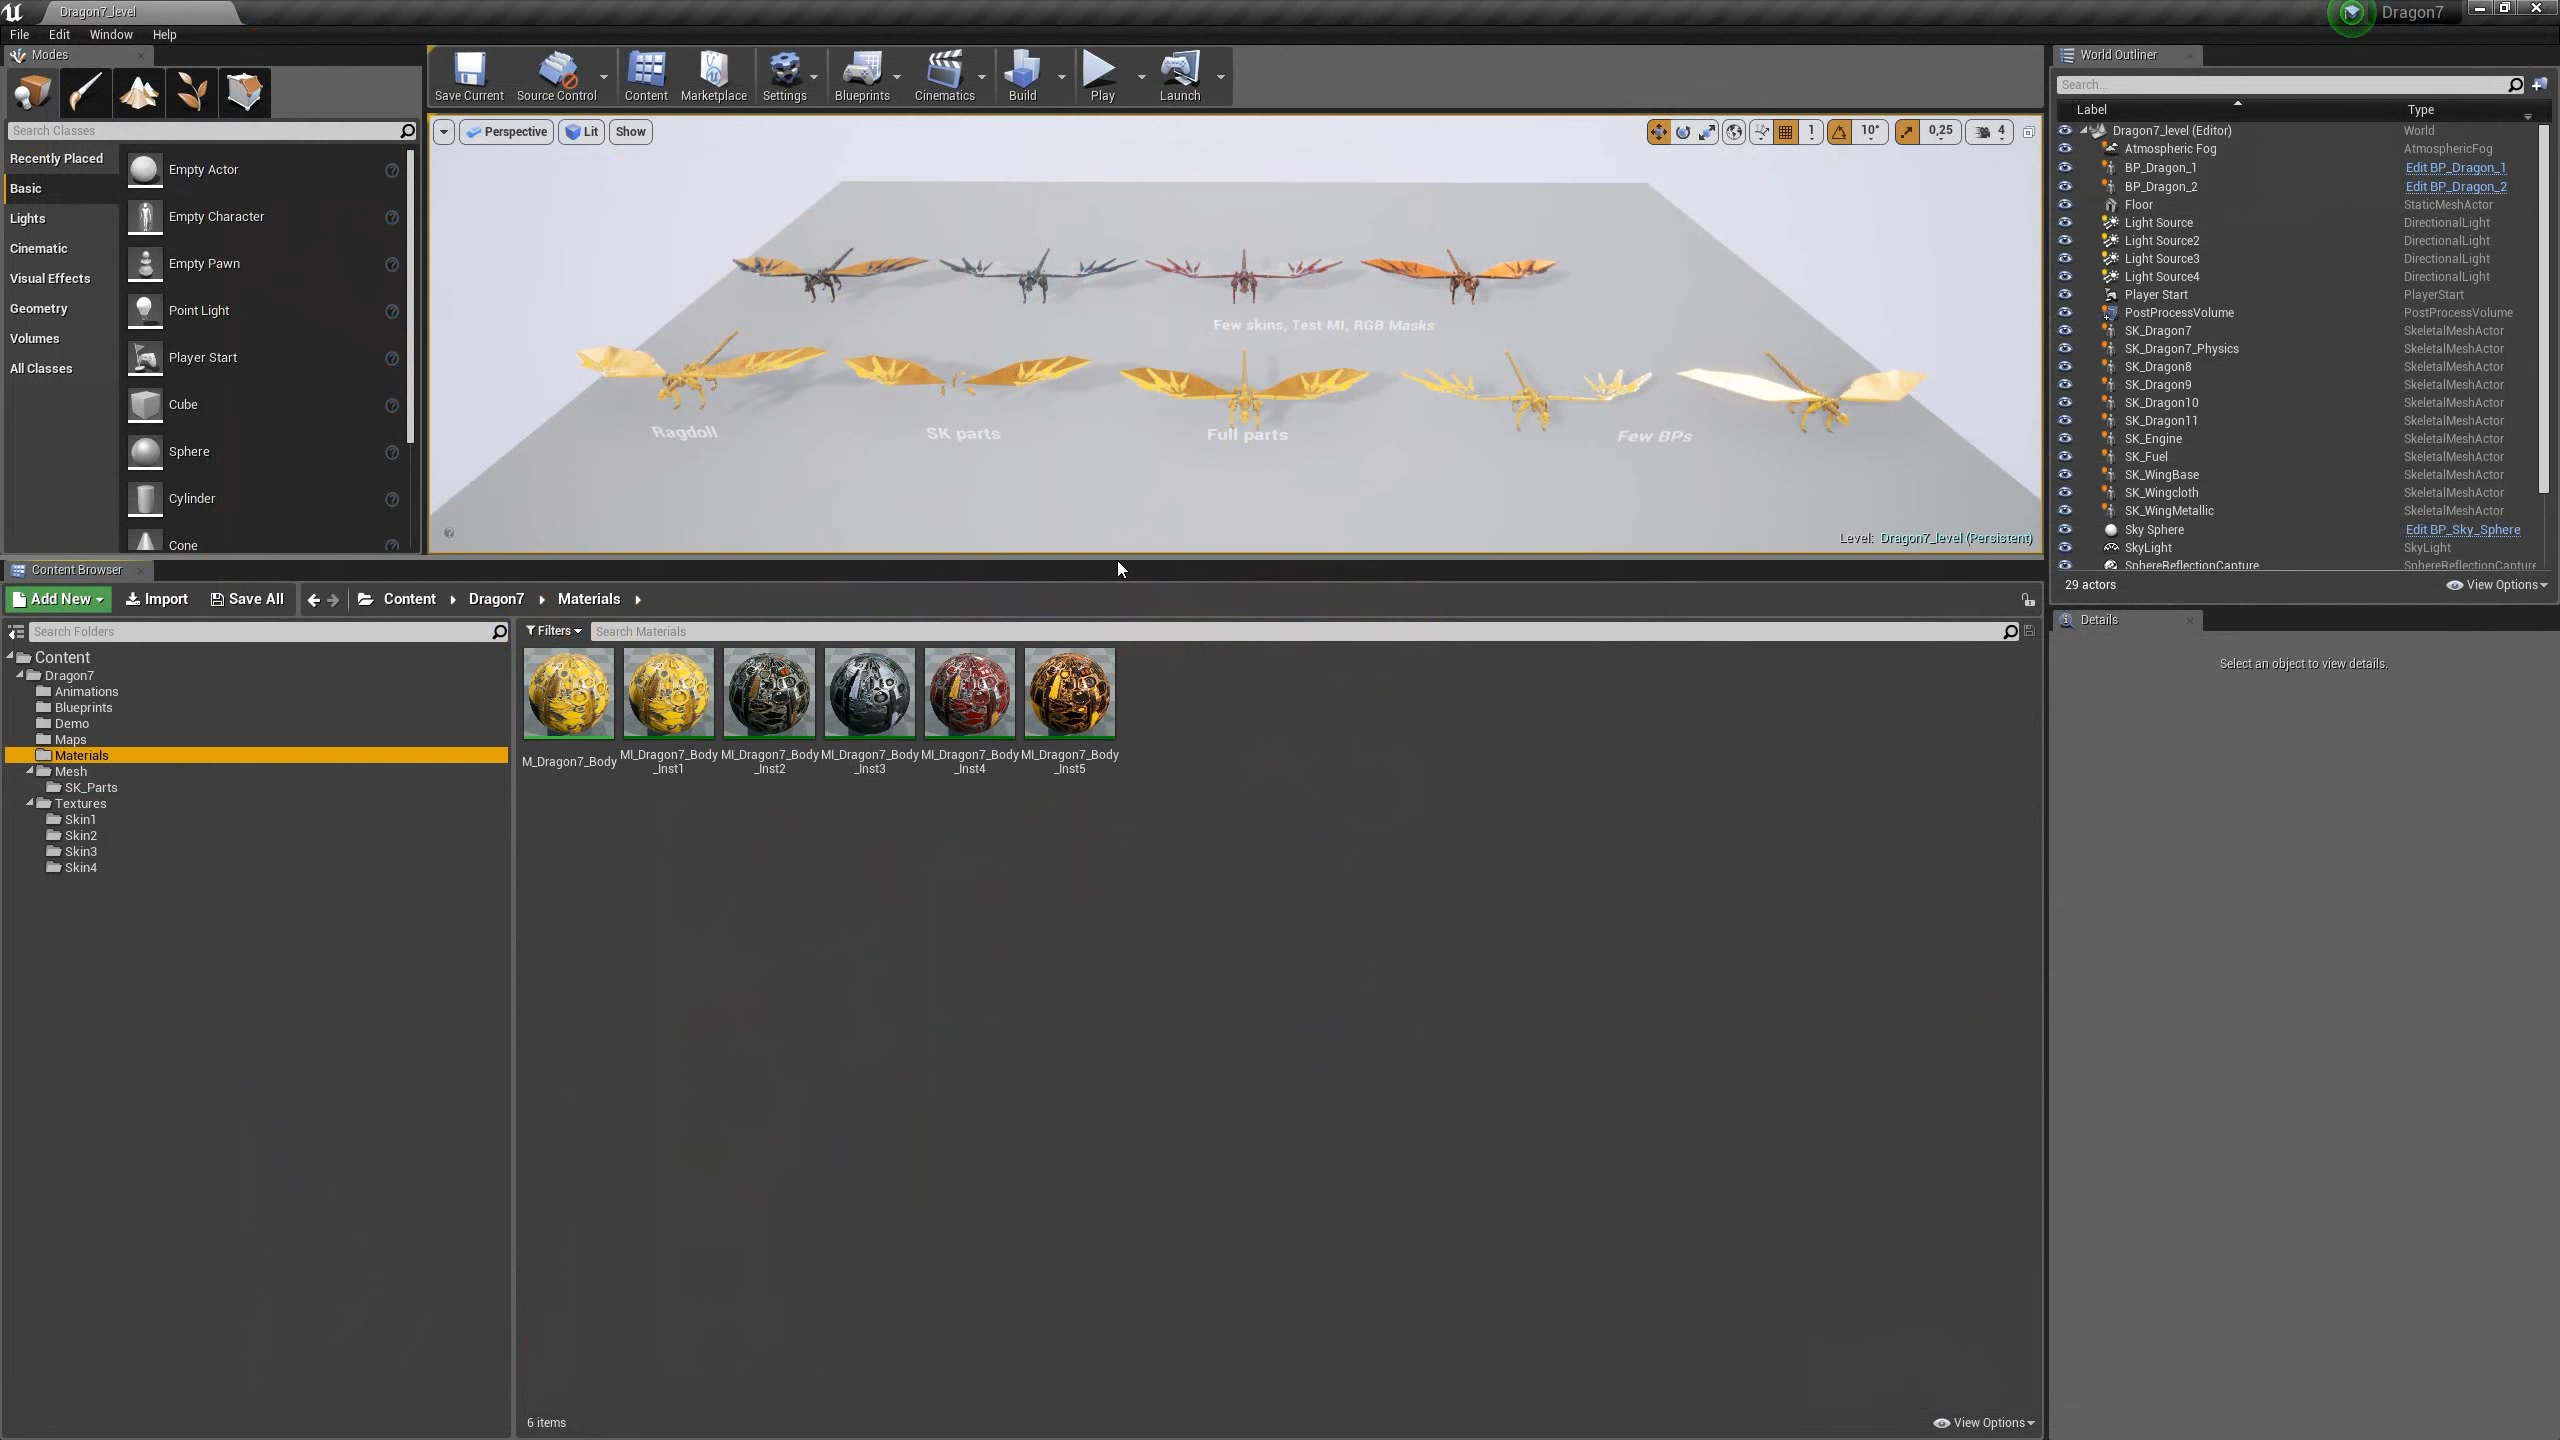 Dragon7_level
Dragon7
File Edit Window Help
Modes
Save Current Source Control Content Marketplace Settings Blueprints Cinematics Build Play Launch
Search Classes
Recently Placed
Basic
Lights
Cinematic
Visual Effects
Geometry
Volumes
All Classes
Empty Actor
Empty Character
Empty Pawn
Point Light
Player Start
Cube
Sphere
Cylinder
Cone
Perspective Lit Show
1 10° 0,25 4
Few skins, Test MI, RGB Masks
Ragdoll SK parts Full parts Few BPs
Level: Dragon7_level (Persistent)
World Outliner
Search...
Label Type
Dragon7_level (Editor) World
Atmospheric Fog AtmosphericFog
BP_Dragon_1 Edit BP_Dragon_1
BP_Dragon_2 Edit BP_Dragon_2
Floor StaticMeshActor
Light Source DirectionalLight
Light Source2 DirectionalLight
Light Source3 DirectionalLight
Light Source4 DirectionalLight
Player Start PlayerStart
PostProcessVolume PostProcessVolume
SK_Dragon7 SkeletalMeshActor
SK_Dragon7_Physics SkeletalMeshActor
SK_Dragon8 SkeletalMeshActor
SK_Dragon9 SkeletalMeshActor
SK_Dragon10 SkeletalMeshActor
SK_Dragon11 SkeletalMeshActor
SK_Engine SkeletalMeshActor
SK_Fuel SkeletalMeshActor
SK_WingBase SkeletalMeshActor
SK_Wingcloth SkeletalMeshActor
SK_WingMetallic SkeletalMeshActor
Sky Sphere Edit BP_Sky_Sphere
SkyLight SkyLight
SphereReflectionCapture SphereReflectionCapture
29 actors View Options
Details
Select an object to view details.
Content Browser
Add New Import Save All Content Dragon7 Materials
Search Folders
Filters Search Materials
Content
Dragon7
Animations
Blueprints
Demo
Maps
Materials
Mesh
SK_Parts
Textures
Skin1
Skin2
Skin3
Skin4
M_Dragon7_Body
MI_Dragon7_Body
_Inst1
MI_Dragon7_Body
_Inst2
MI_Dragon7_Body
_Inst3
MI_Dragon7_Body
_Inst4
MI_Dragon7_Body
_Inst5
6 items View Options